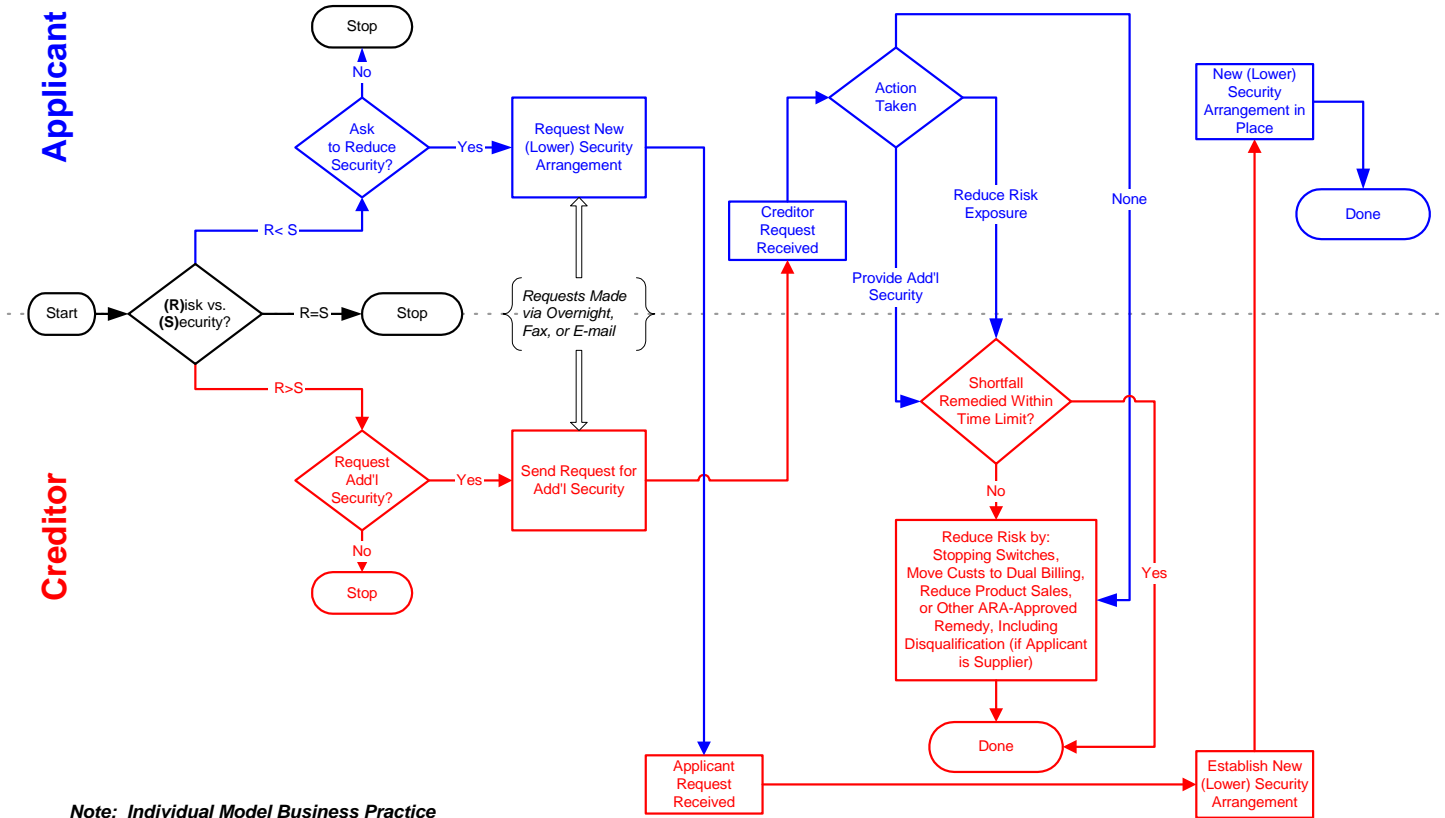 Applicant
Creditor
Stop
No
Ask
to Reduce
Security?
Yes
Request New
(Lower) Security
Arrangement
R< S
Start
(R)isk vs.
(S)ecurity?
R=S
Stop
R>S
Request
Add'l
Security?
Yes
No
Stop
Send Request for
Add'l Security
Requests Made
via Overnight,
Fax, or E-mail
Creditor
Request
Received
Action
Taken
Provide Add'l
Security
Reduce Risk
Exposure
None
Shortfall
Remedied Within
Time Limit?
No
Yes
Reduce Risk by:
Stopping Switches,
Move Custs to Dual Billing,
Reduce Product Sales,
or Other ARA-Approved
Remedy, Including
Disqualification (if Applicant
is Supplier)
Done
Applicant
Request
Received
Establish New
(Lower) Security
Arrangement
New (Lower)
Security
Arrangement in
Place
Done
Note: Individual Model Business Practice